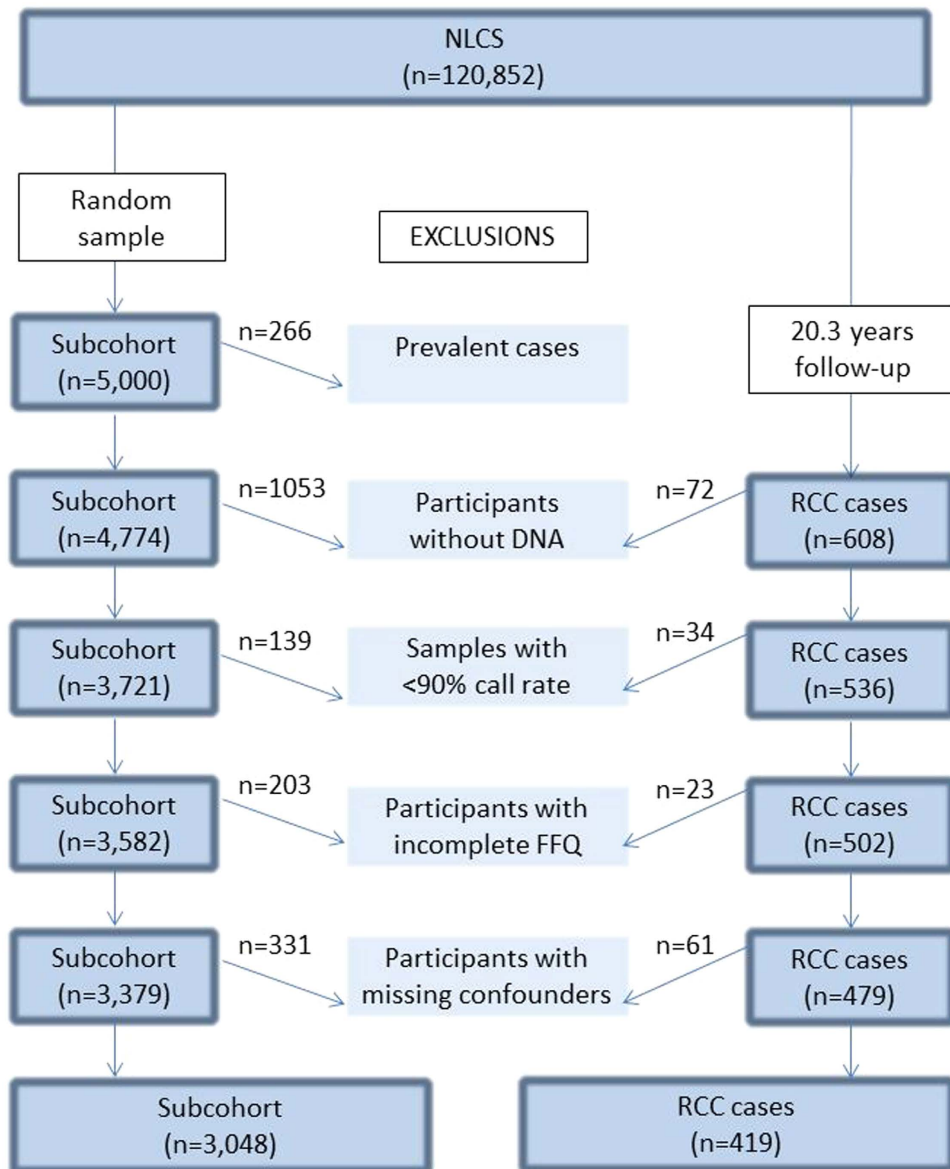 NLCS
(n=120,852)
Random
sample
EXCLUSIONS
Subcohort
(n=5,000)
n=266
Prevalent cases
20.3 years
follow-up
Subcohort
(n=4,774)
n=1053
Participants
without DNA
n=72
RCC cases
(n=608)
Subcohort
(n=3,721)
n=139
Samples with
<90% call rate
n=34
RCC cases
(n=536)
Subcohort
(n=3,582)
n=203
Participants with
incomplete FFQ
n=23
RCC cases
(n=502)
Subcohort
(n=3,379)
n=331
Participants with
missing confounders
n=61
RCC cases
(n=479)
Subcohort
(n=3,048)
RCC cases
(n=419)